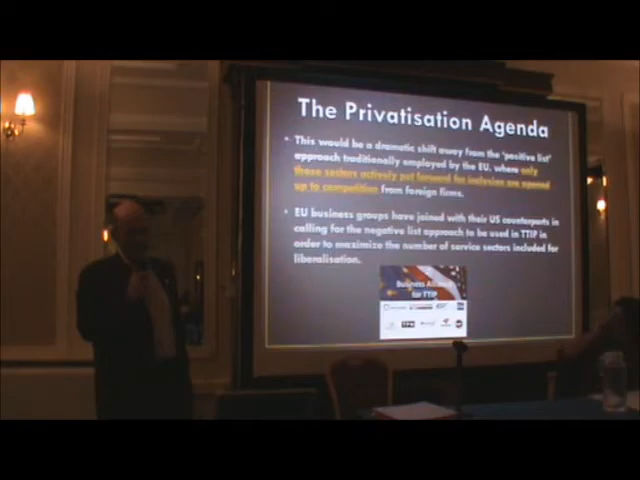 The Privatisation Agenda
This would be a dramatic shift away from the 'positive list'
approach traditionally employed by the EU, where only
those sectors actively put forward for inclusion are opened
up to competition from foreign firms.
EU business groups have joined with their US counterparts in
calling for the negative list approach to be used in TTIP in
order to maximize the number of service sectors included for
liberalisation.
Business Alliance
for TTIP